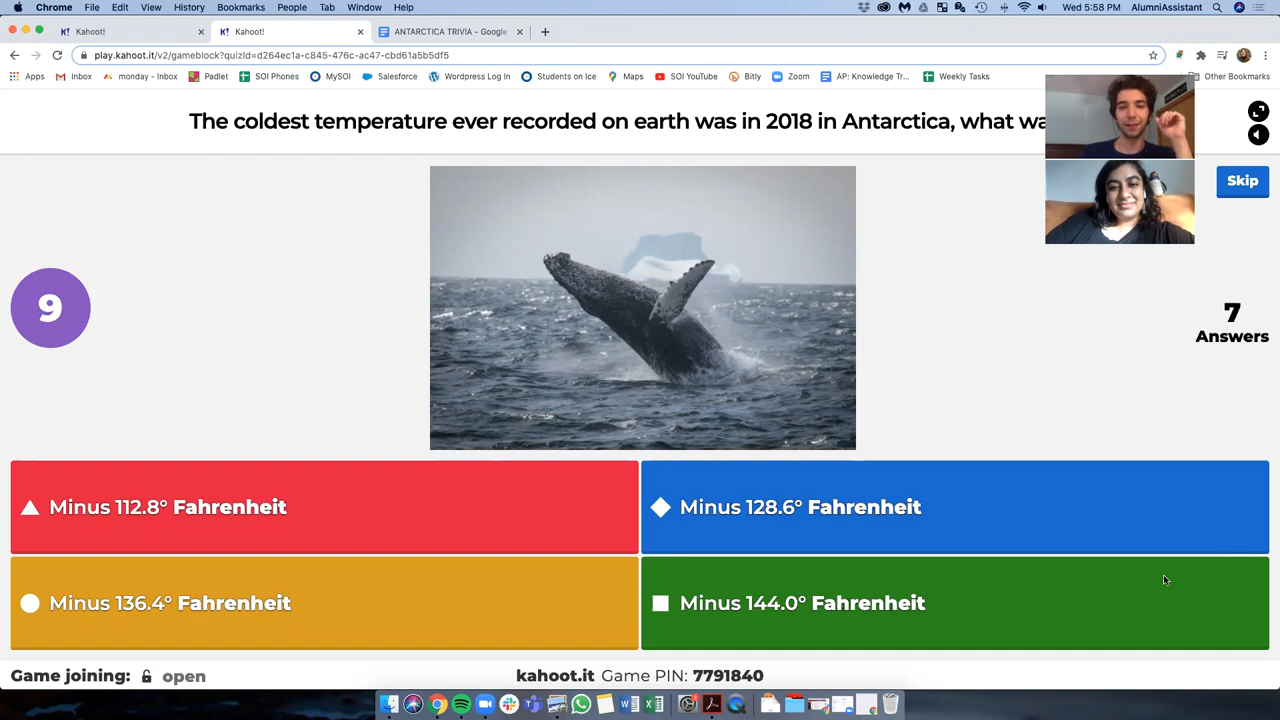 Chrome File Edit View History Bookmarks People Tab Window Help Wed 5:58 PM AlumniAssistant
Kahoot! Kahoot! ANTARCTICA TRIVIA - Google
play.kahoot.it/v2/gameblock?quizId=d264ec1a-c845-476c-ac47-cbd61a5b5df5
Apps Inbox monday - Inbox Padlet SOI Phones MySOI Salesforce Wordpress Log In Students on Ice Maps SOI YouTube Bitly Zoom AP: Knowledge Tr... Weekly Tasks Other Bookmarks
The coldest temperature ever recorded on earth was in 2018 in Antarctica, what wa
Skip
9
7
Answers
Minus 112.8° Fahrenheit
Minus 128.6° Fahrenheit
Minus 136.4° Fahrenheit
Minus 144.0° Fahrenheit
Game joining: open kahoot.it Game PIN: 7791840